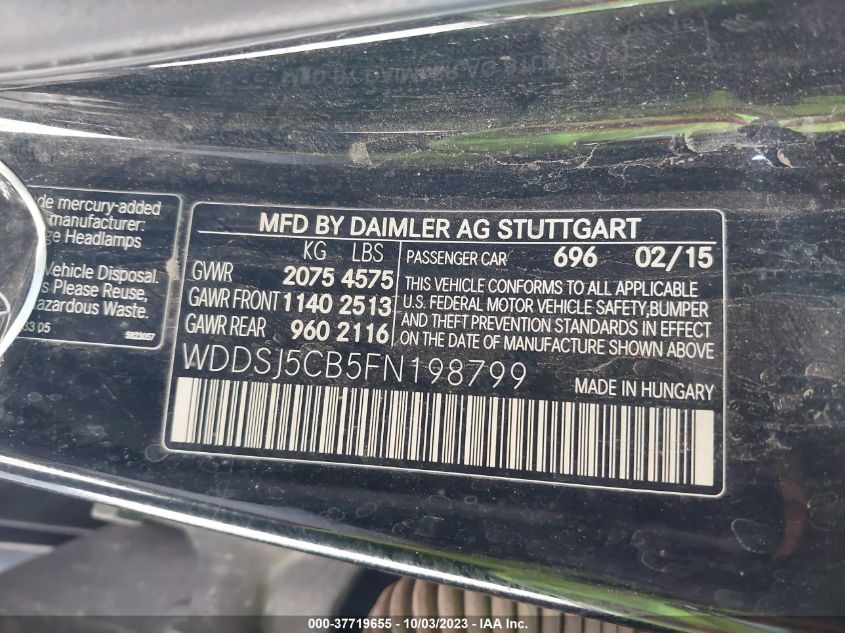 de mercury-added
manufacturer:
ge Headlamps
Vehicle Disposal.
s Please Reuse,
azardous Waste.
MFD BY DAIMLER AG STUTTGART
KG LBS
GVWR 2075 4575
GAWR FRONT 1140 2513
GAWR REAR 960 2116
PASSENGER CAR 696 02/15
THIS VEHICLE CONFORMS TO ALL APPLICABLE
U.S. FEDERAL MOTOR VEHICLE SAFETY, BUMPER
AND THEFT PREVENTION STANDARDS IN EFFECT
ON THE DATE OF MANUFACTURE SHOWN ABOVE
WDDSJ5CB5FN198799
MADE IN HUNGARY
000-37719655 - 10/03/2023 - IAA Inc.